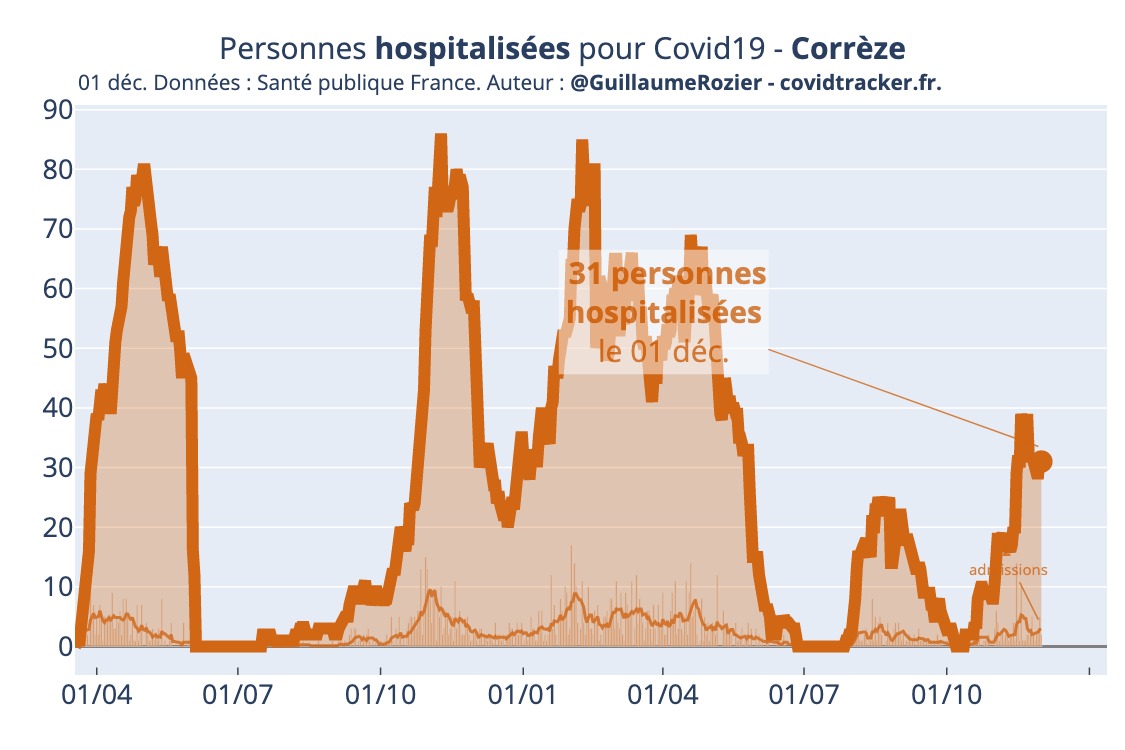 Personnes hospitalisées pour Covid19 - Corrèze
01 déc. Données : Santé publique France. Auteur : @GuillaumeRozier - covidtracker.fr.
90
80
70
60
50
40
30
20
10
0
31 personnes
hospitalisées
le 01 déc.
admissions
01/04 01/07 01/10 01/01 01/04 01/07 01/10